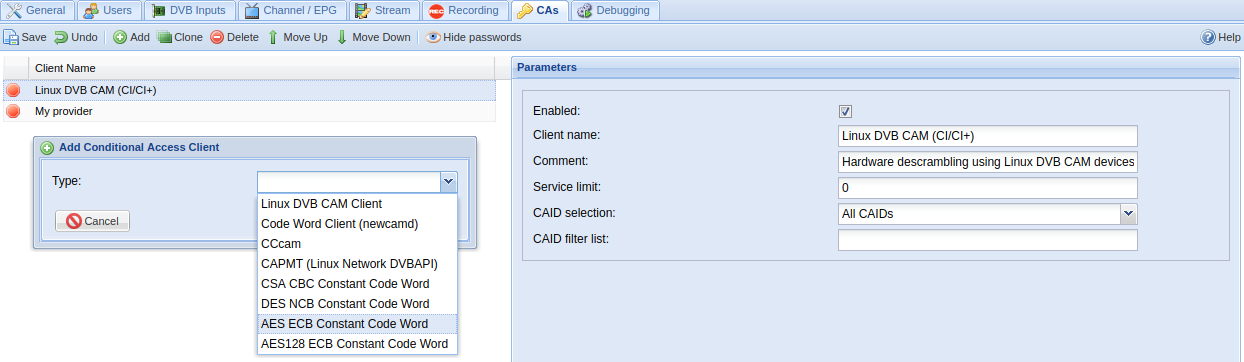 General Users DVB Inputs Channel / EPG Stream REC Recording CAs Debugging
Save Undo Add Clone Delete Move Up Move Down Hide passwords ? Help
Client Name
Linux DVB CAM (CI/CI+)
My provider
Add Conditional Access Client
Type:
Linux DVB CAM Client
Code Word Client (newcamd)
CCcam
CAPMT (Linux Network DVBAPI)
CSA CBC Constant Code Word
DES NCB Constant Code Word
AES ECB Constant Code Word
AES128 ECB Constant Code Word
Cancel
Parameters
Enabled:
Client name: Linux DVB CAM (CI/CI+)
Comment: Hardware descrambling using Linux DVB CAM devices
Service limit: 0
CAID selection: All CAIDs
CAID filter list: